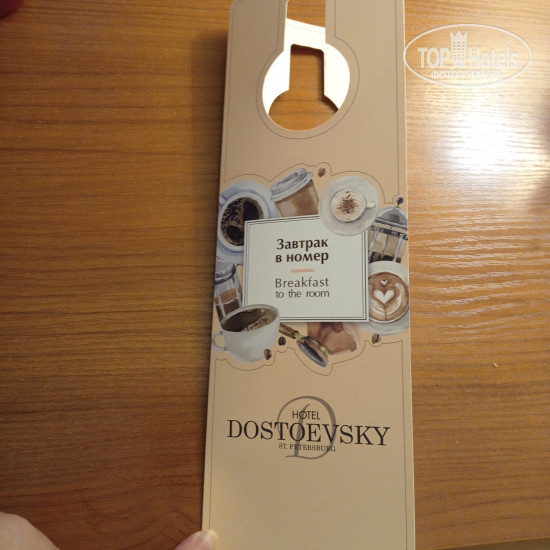 TOP Hotels
Завтрак
в номер
Breakfast
to the room
HOTEL
D
DOSTOEVSKY
ST. PETERSBURG